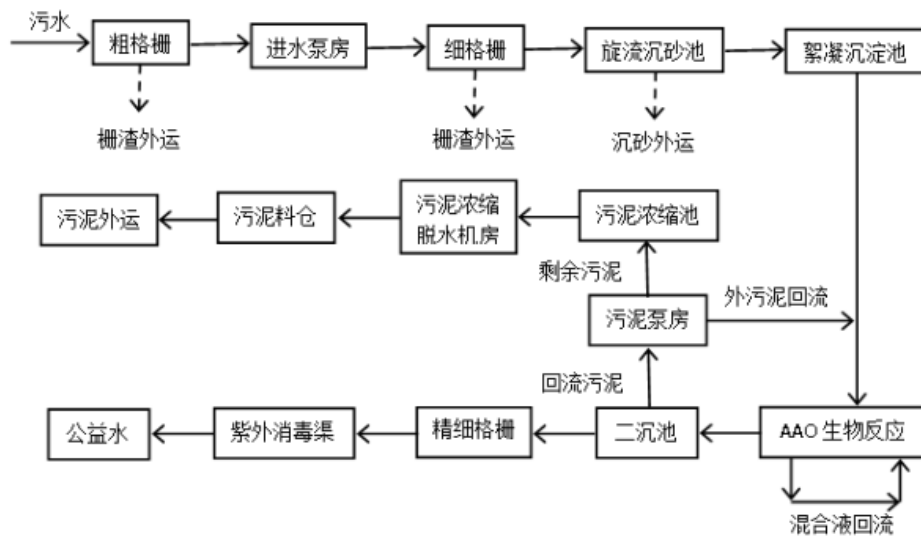 污水
粗格栅
进水泵房
细格栅
旋流沉砂池
絮凝沉淀池
栅渣外运
栅渣外运
沉砂外运
污泥外运
污泥料仓
污泥浓缩
脱水机房
污泥浓缩池
剩余污泥
外污泥回流
污泥泵房
回流污泥
公益水
紫外消毒渠
精细格栅
二沉池
AAO 生物反应
混合液回流